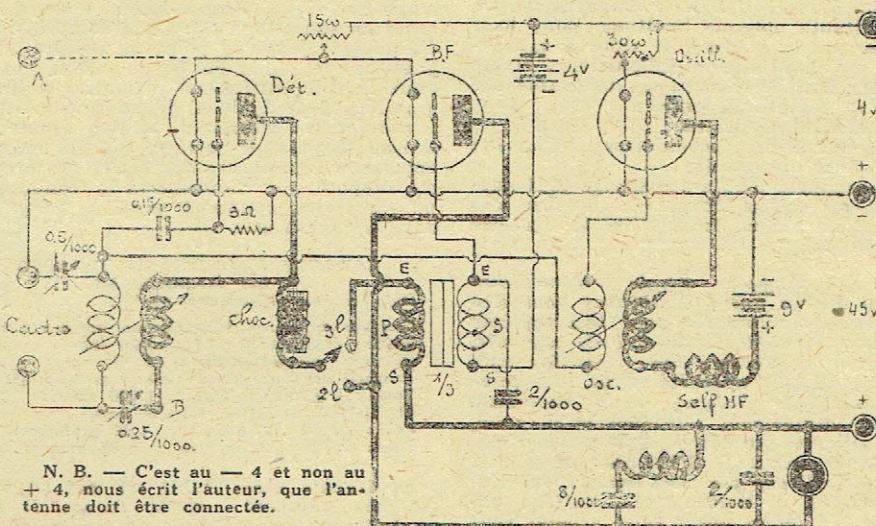 15ω
A
Dét.
B.F
+
4v
30ω
Oscill.
4v
+
−
0,15/1000
3Ω
0,5/1000
Cadre
choc.
3l
2l
E
P
S
1/3
E
S
S
2/1000
Osc.
Self HF
−
9v
+
45v
+
B
0,25/1000.
8/1000
2/1000
N. B. — C'est au — 4 et non au
+ 4, nous écrit l'auteur, que l'an-
tenne doit être connectée.